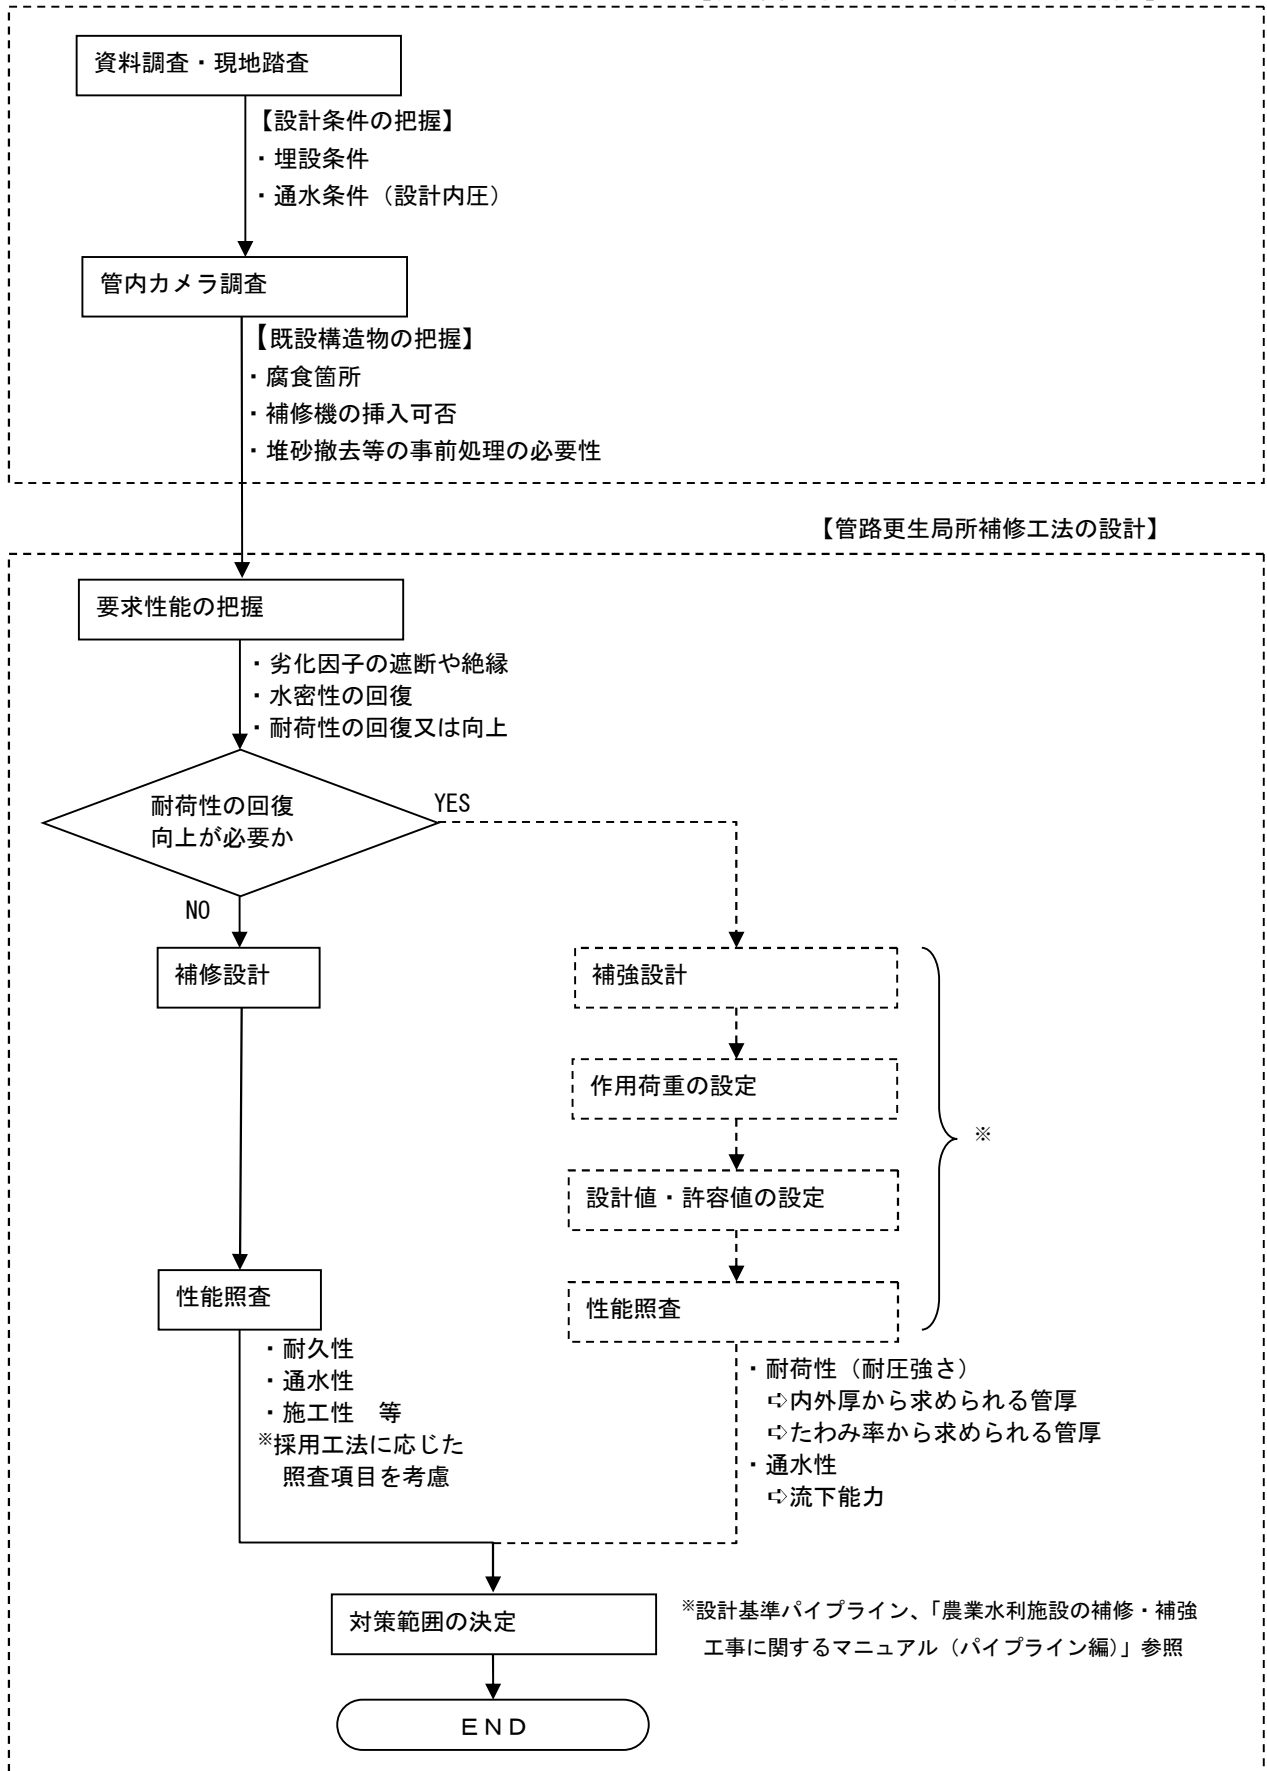 資料調査・現地踏査
【設計条件の把握】
・埋設条件
・通水条件（設計内圧）
管内カメラ調査
【既設構造物の把握】
・腐食箇所
・補修機の挿入可否
・堆砂撤去等の事前処理の必要性
【管路更生局所補修工法の設計】
要求性能の把握
・劣化因子の遮断や絶縁
・水密性の回復
・耐荷性の回復又は向上
耐荷性の回復
向上が必要か
YES
NO
補修設計
補強設計
作用荷重の設定
※
設計値・許容値の設定
性能照査
性能照査
・耐久性
・通水性
・施工性　等
※採用工法に応じた
照査項目を考慮
・耐荷性（耐圧強さ）
➪内外厚から求められる管厚
➪たわみ率から求められる管厚
・通水性
➪流下能力
対策範囲の決定
※設計基準パイプライン、「農業水利施設の補修・補強
工事に関するマニュアル（パイプライン編）」参照
ＥＮＤ